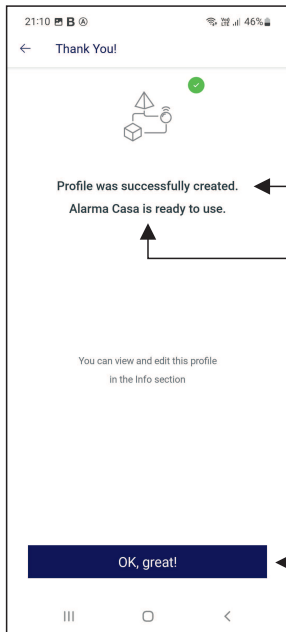 21:10 B A 46%
Thank You!
Profile was successfully created.
Alarma Casa is ready to use.
You can view and edit this profile
in the Info section
OK, great!